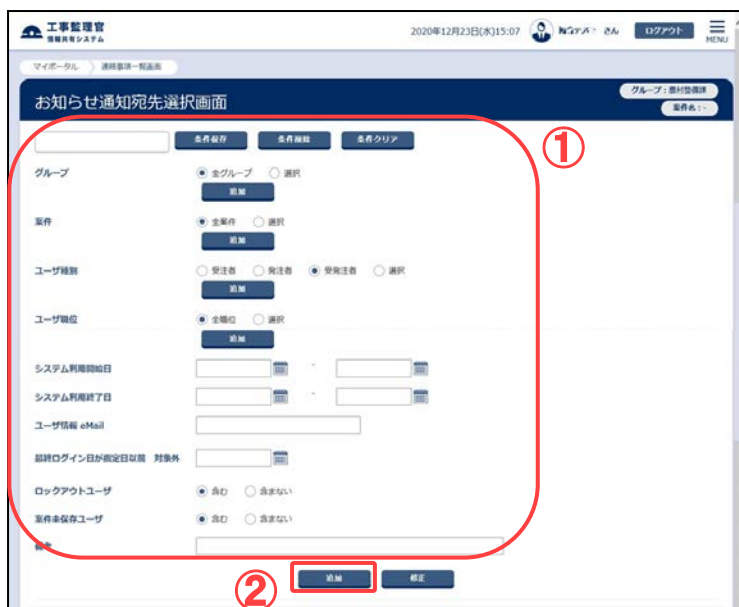 工事監理官
情報共有システム
2020年12月23日(水)15:07
さん
ログアウト
MENU
マイポータル
連絡事項一覧画面
お知らせ通知宛先選択画面
グループ：農村整備課
案件名：-
条件保存
条件削除
条件クリア
①
グループ
全グループ 選択
追加
案件
全案件 選択
追加
ユーザ種別
受注者 発注者 受発注者 選択
追加
ユーザ職位
全職位 選択
追加
システム利用開始日 -
システム利用終了日 -
ユーザ情報 eMail
最終ログイン日が指定日以前 対象外
ロックアウトユーザ
含む 含まない
案件未保存ユーザ
含む 含まない
備考
②
追加
修正